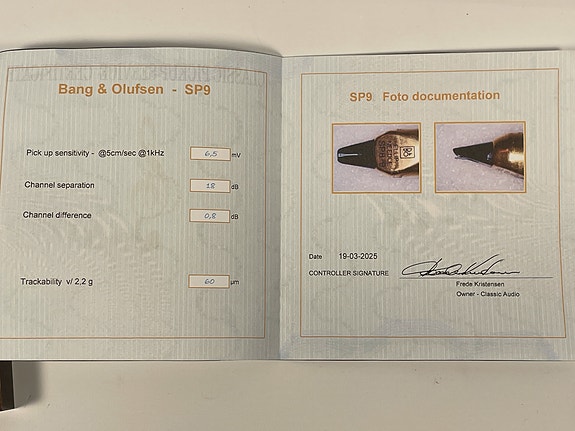 Bang & Olufsen - SP9
Pick up sensitivity - @5cm/sec @1kHz 6,5 mV
Channel separation 18 dB
Channel difference 0,8 dB
Trackability v/ 2,2 g 60 µm
SP9 Foto documentation
Date 19-03-2025
CONTROLLER SIGNATURE
Frede Kristensen
Owner - Classic Audio